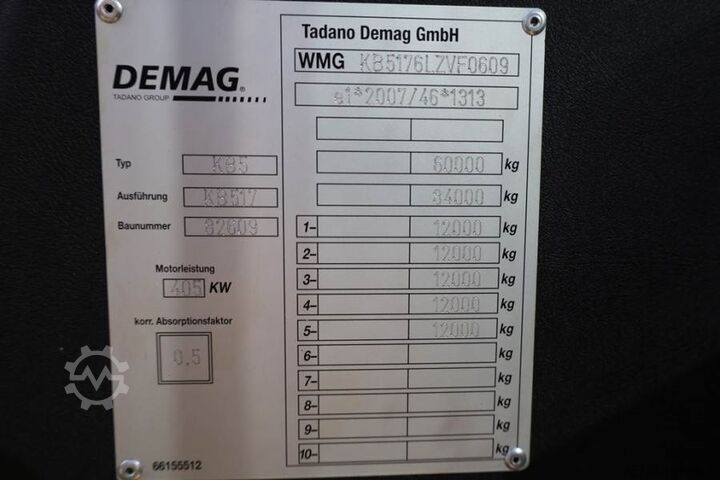 Tadano Demag GmbH
WMG KB5176LZVF0609
e1*2007/46*1313
DEMAG®
TADANO GROUP
Typ KB5
Ausführung KB517
Baunummer 82609
Motorleistung
405 KW
korr. Absorptionsfaktor
0.5
66155512
60000 kg
84000 kg
1- 12000 kg
2- 12000 kg
3- 12000 kg
4- 12000 kg
5- 12000 kg
6- kg
7- kg
8- kg
9- kg
10- kg